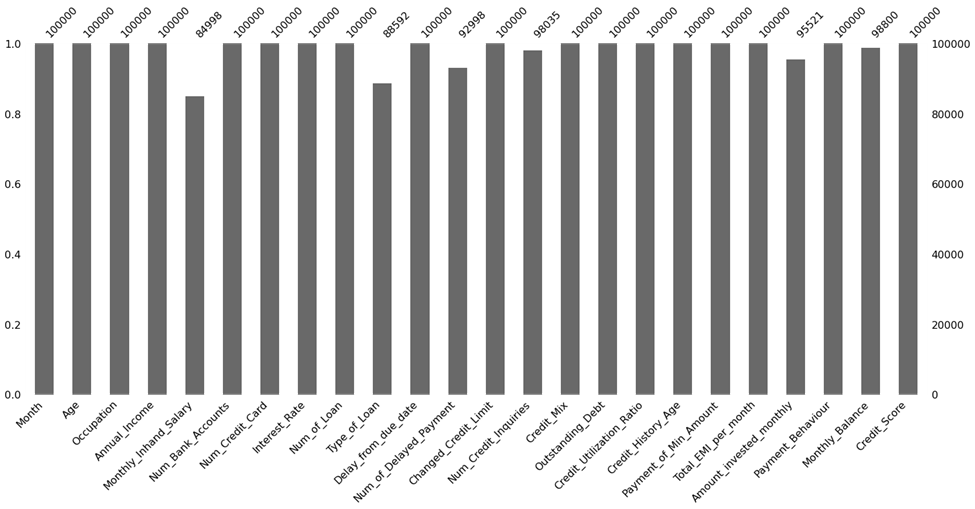 100000 100000 100000 100000 84998 100000 100000 100000 100000 88592 100000 92998 100000 98035 100000 100000 100000 100000 100000 100000 95521 100000 98800 100000
1.0 100000
0.8 80000
0.6 60000
0.4 40000
0.2 20000
0.0 0
Month
Age
Occupation
Annual_Income
Monthly_Inhand_Salary
Num_Bank_Accounts
Num_Credit_Card
Interest_Rate
Num_of_Loan
Type_of_Loan
Delay_from_due_date
Num_of_Delayed_Payment
Changed_Credit_Limit
Num_Credit_Inquiries
Credit_Mix
Outstanding_Debt
Credit_Utilization_Ratio
Credit_History_Age
Payment_of_Min_Amount
Total_EMI_per_month
Amount_invested_monthly
Payment_Behaviour
Monthly_Balance
Credit_Score